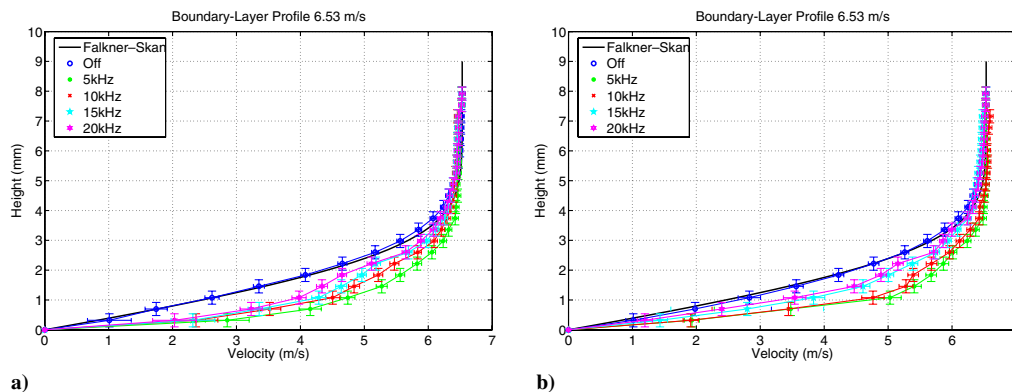 Boundary-Layer Profile 6.53 m/s
10
9
8
7
6
5
4
3
2
1
0
Height (mm)
Falkner–Skan
Off
5kHz
10kHz
15kHz
20kHz
0 1 2 3 4 5 6 7
Velocity (m/s)
a)
Boundary-Layer Profile 6.53 m/s
10
9
8
7
6
5
4
3
2
1
0
Height (mm)
Falkner–Skan
Off
5kHz
10kHz
15kHz
20kHz
0 1 2 3 4 5 6
Velocity (m/s)
b)